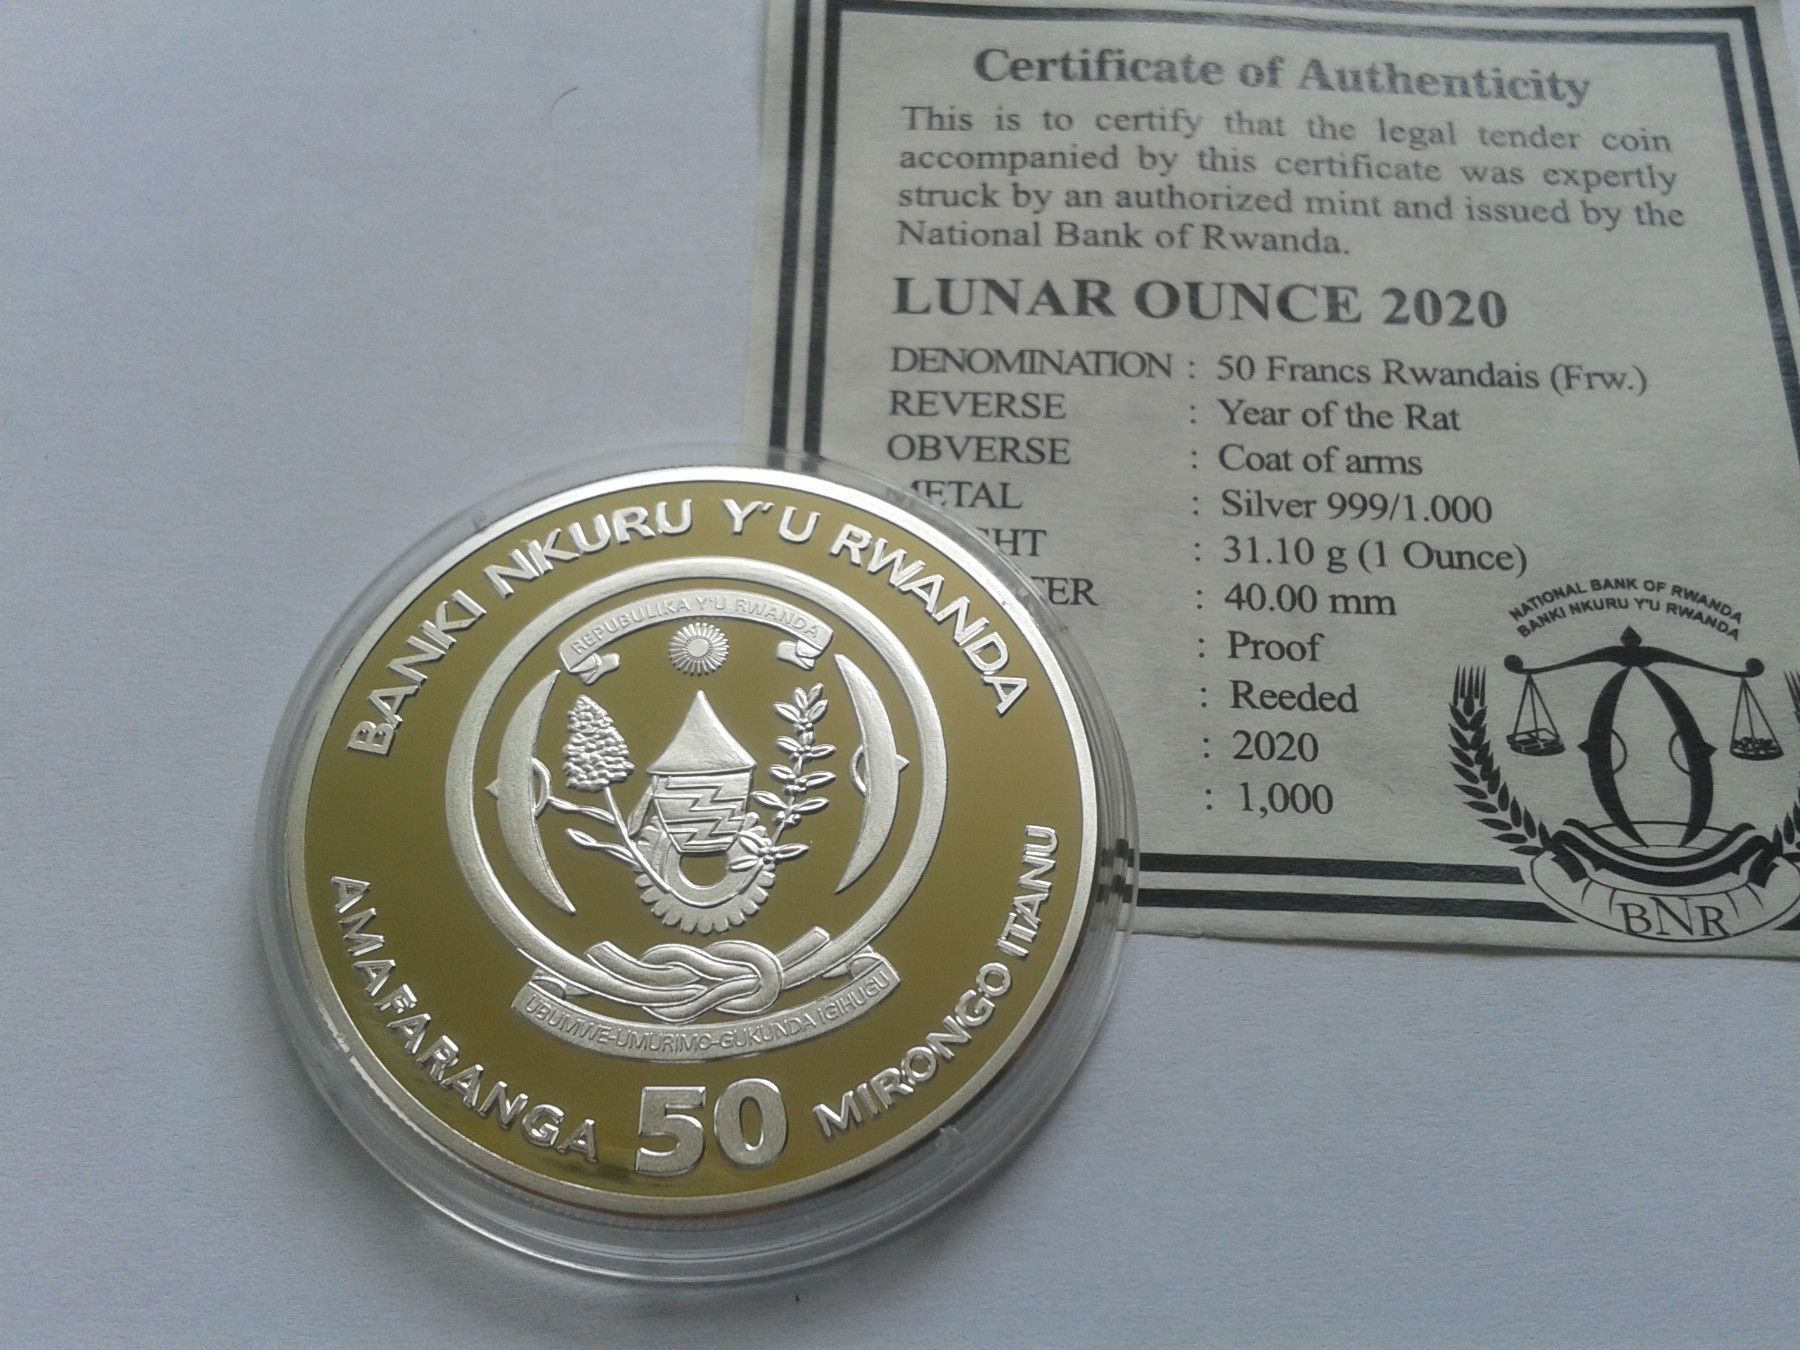 Certificate of Authenticity
This is to certify that the legal tender coin
accompanied by this certificate was expertly
struck by an authorized mint and issued by the
National Bank of Rwanda.
LUNAR OUNCE 2020
DENOMINATION : 50 Francs Rwandais (Frw.)
REVERSE : Year of the Rat
OBVERSE : Coat of arms
METAL : Silver 999/1.000
: 31.10 g (1 Ounce)
: 40.00 mm
: Proof
: Reeded
: 2020
: 1,000
NATIONAL BANK OF RWANDA
BANKI NKURU Y'U RWANDA
BNR
BANKI NKURU Y'U RWANDA
REPUBULIKA Y'U RWANDA
UBUMWE-UMURIMO-GUKUNDA IGIHUGU
AMAFARANGA 50 MIRONGO ITANU